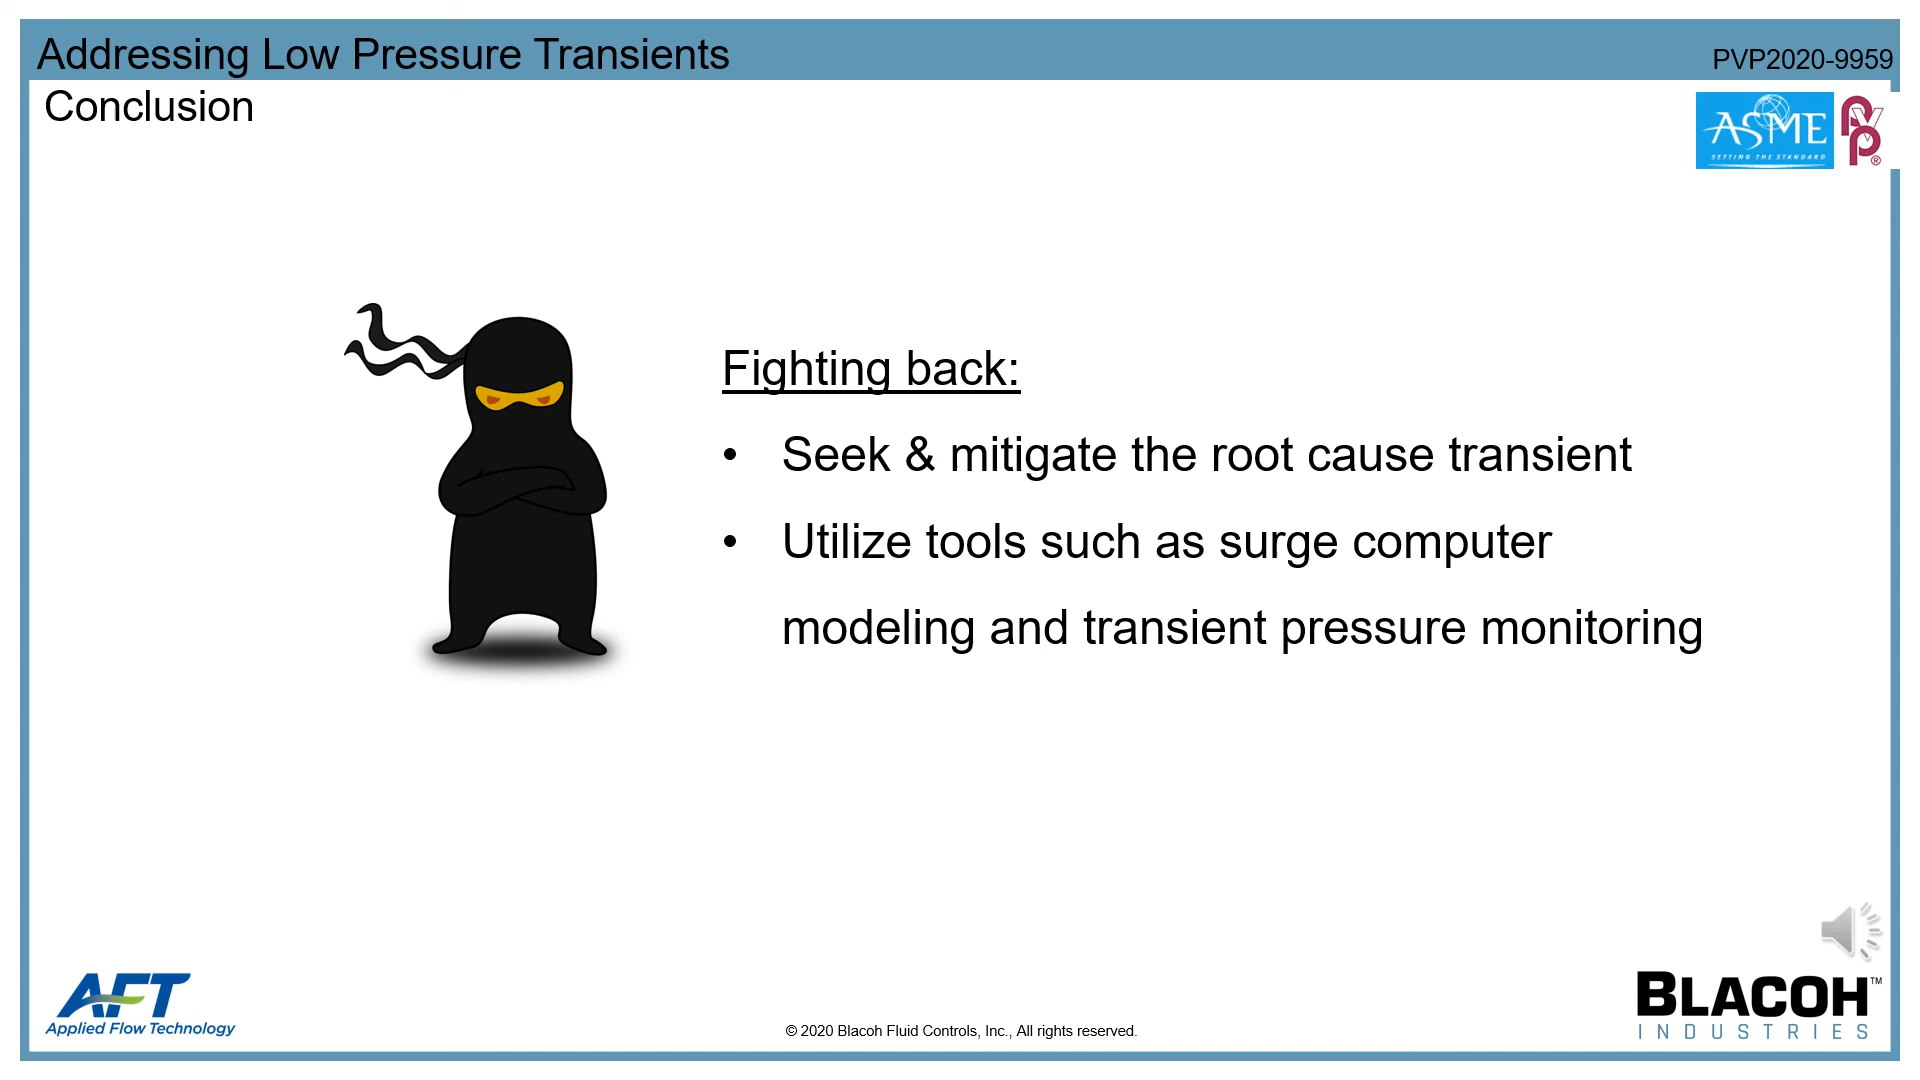 Addressing Low Pressure Transients
PVP2020-9959
Conclusion
ASME
SETTING THE STANDARD
PVP®
Fighting back:
• Seek & mitigate the root cause transient
• Utilize tools such as surge computer
modeling and transient pressure monitoring
AFT
Applied Flow Technology
© 2020 Blacoh Fluid Controls, Inc., All rights reserved.
BLACOH™
INDUSTRIES